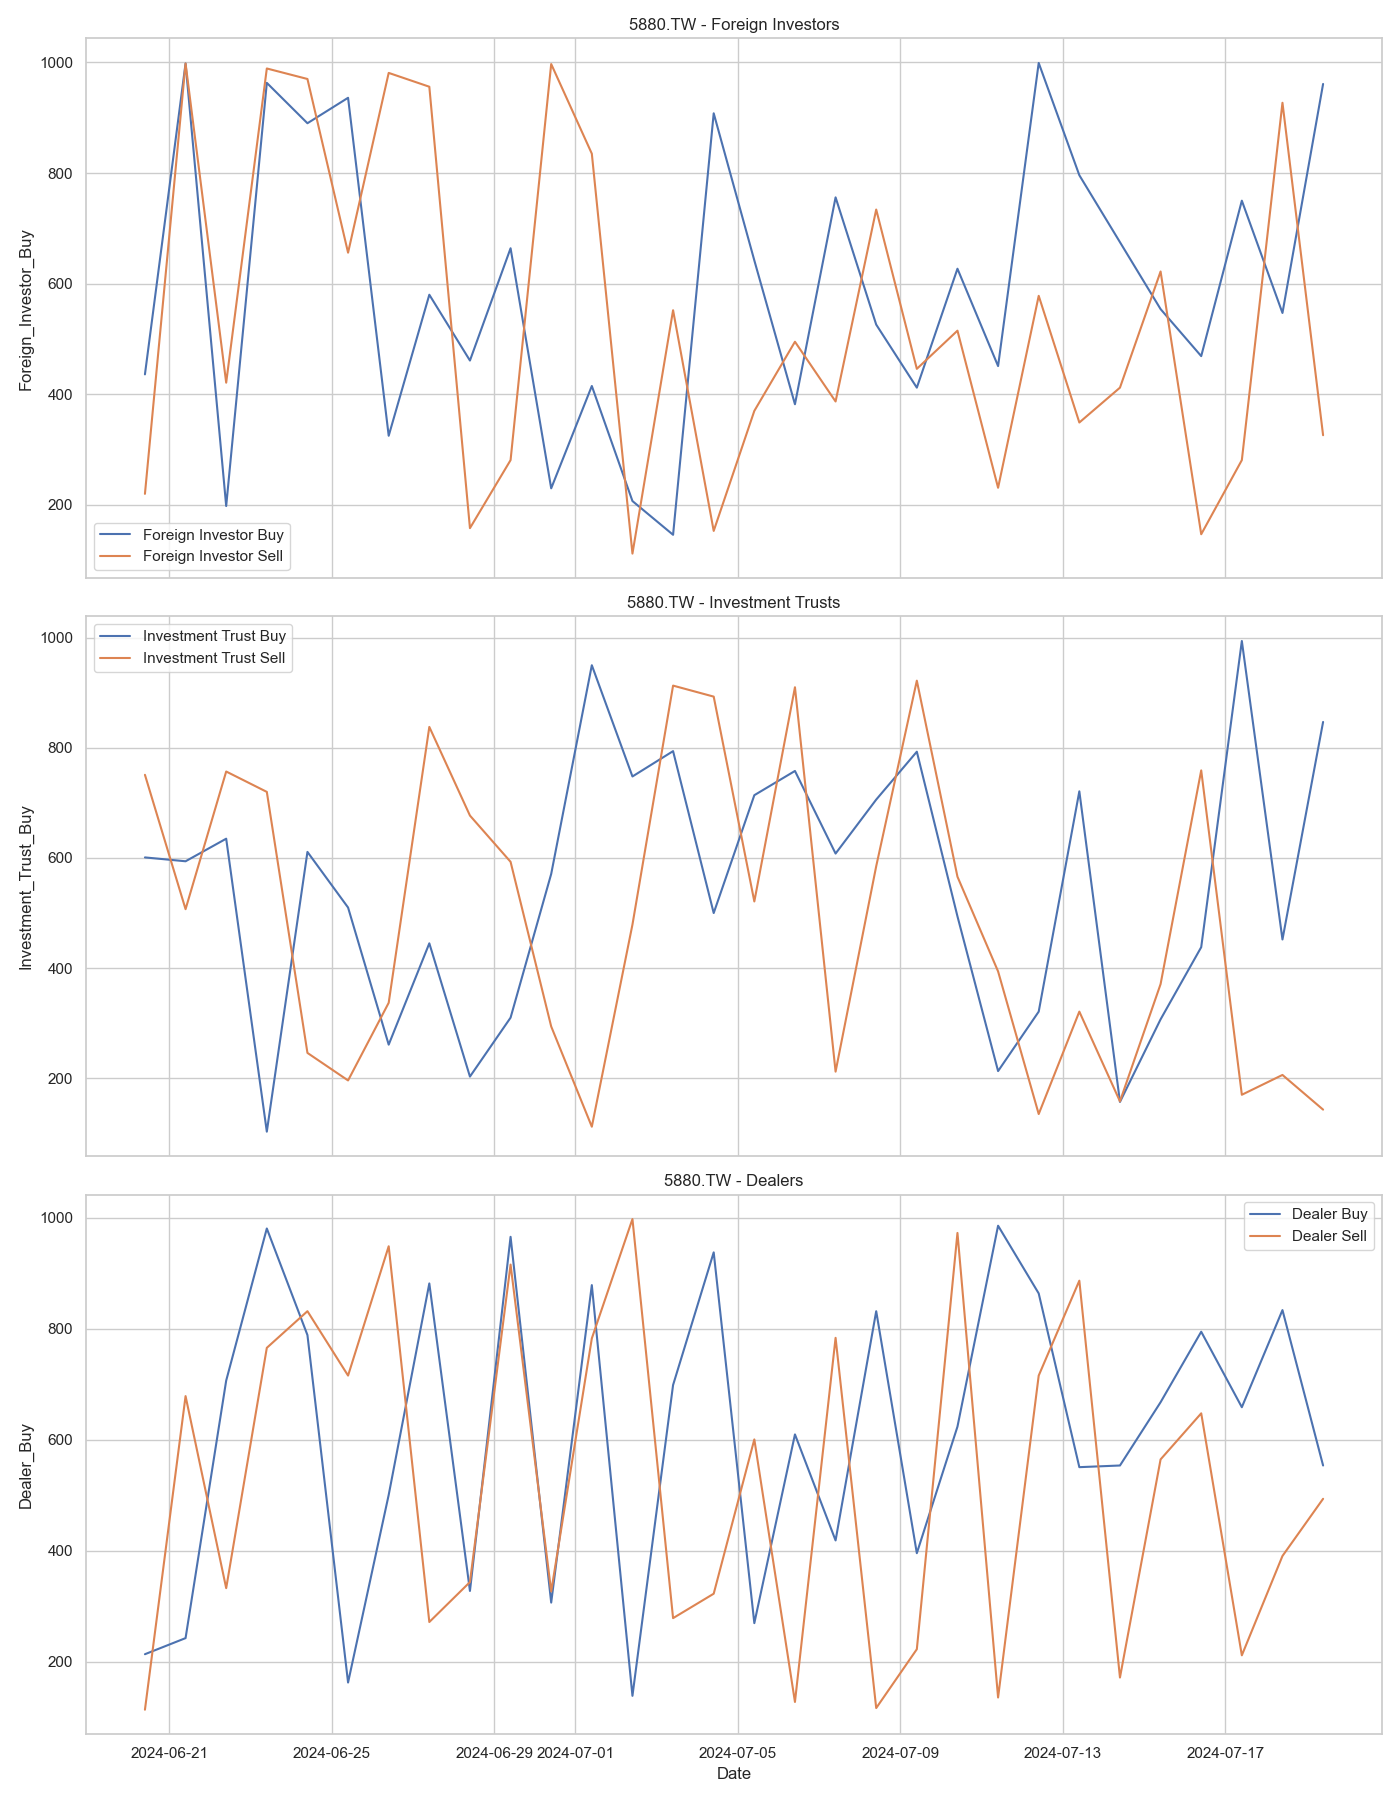 5880.TW - Foreign Investors
1000
800
600
400
200
Foreign_Investor_Buy
Foreign Investor Buy
Foreign Investor Sell
5880.TW - Investment Trusts
1000
800
600
400
200
Investment_Trust_Buy
Investment Trust Buy
Investment Trust Sell
5880.TW - Dealers
1000
800
600
400
200
Dealer_Buy
Dealer Buy
Dealer Sell
2024-06-21 2024-06-25 2024-06-29 2024-07-01 2024-07-05 2024-07-09 2024-07-13 2024-07-17
Date